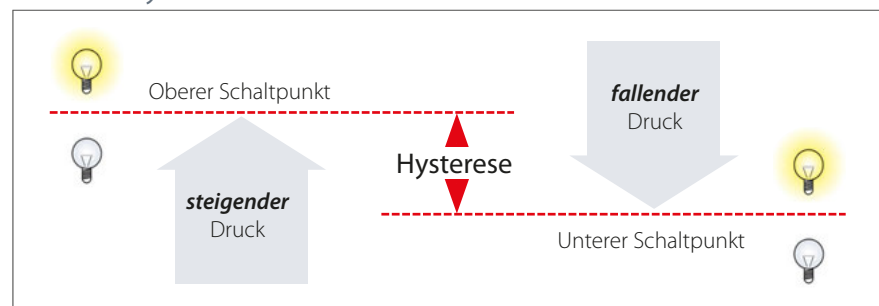 Oberer Schaltpunkt
fallender
Druck
Hysterese
steigender
Druck
Unterer Schaltpunkt